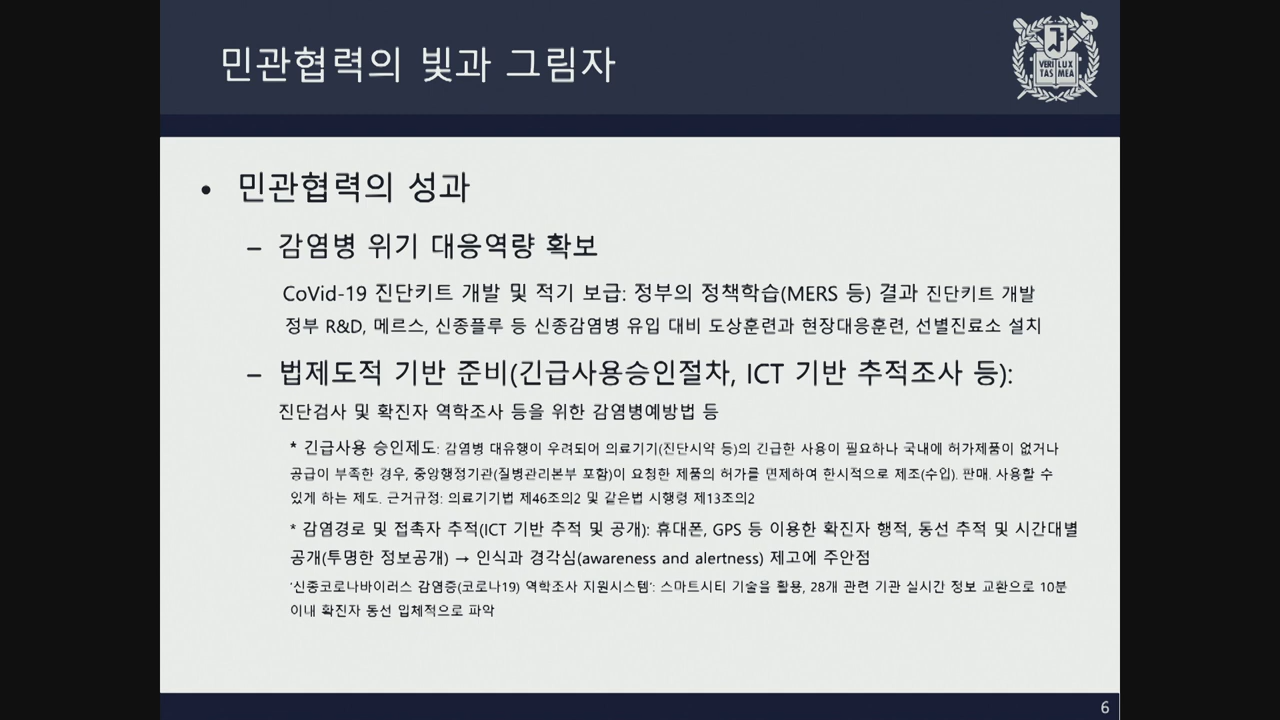 민관협력의 빛과 그림자
VERI LUX
TAS MEA
• 민관협력의 성과
– 감염병 위기 대응역량 확보
CoVid-19 진단키트 개발 및 적기 보급: 정부의 정책학습(MERS 등) 결과 진단키트 개발
정부 R&D, 메르스, 신종플루 등 신종감염병 유입 대비 도상훈련과 현장대응훈련, 선별진료소 설치
– 법제도적 기반 준비(긴급사용승인절차, ICT 기반 추적조사 등):
진단검사 및 확진자 역학조사 등을 위한 감염병예방법 등
* 긴급사용 승인제도: 감염병 대유행이 우려되어 의료기기(진단시약 등)의 긴급한 사용이 필요하나 국내에 허가제품이 없거나
공급이 부족한 경우, 중앙행정기관(질병관리본부 포함)이 요청한 제품의 허가를 면제하여 한시적으로 제조(수입). 판매. 사용할 수
있게 하는 제도. 근거규정: 의료기기법 제46조의2 및 같은법 시행령 제13조의2
* 감염경로 및 접촉자 추적(ICT 기반 추적 및 공개): 휴대폰, GPS 등 이용한 확진자 행적, 동선 추적 및 시간대별
공개(투명한 정보공개) → 인식과 경각심(awareness and alertness) 제고에 주안점
'신종코로나바이러스 감염증(코로나19) 역학조사 지원시스템': 스마트시티 기술을 활용, 28개 관련 기관 실시간 정보 교환으로 10분
이내 확진자 동선 입체적으로 파악
6